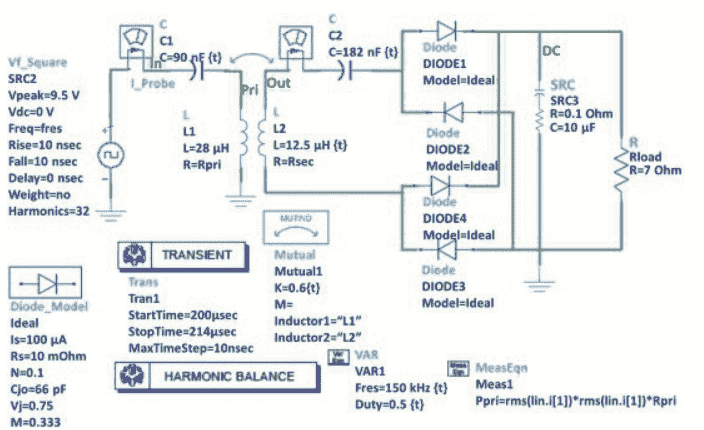 C
C1
C=90 nF {t}
In
I_Probe
Vf_Square
SRC2
Vpeak=9.5 V
Vdc=0 V
Freq=fres
Rise=10 nsec
Fall=10 nsec
Delay=0 nsec
Weight=no
Harmonics=32
Pri
L
L1
L=28 µH
R=Rpri
Out
L
L2
L=12.5 µH {t}
R=Rsec
C
C2
C=182 nF {t}
Diode
DIODE1
Model=Ideal
Diode
DIODE2
Model=Ideal
Diode
DIODE4
Model=Ideal
Diode
DIODE3
Model=Ideal
DC
SRC
SRC3
R=0.1 Ohm
C=10 µF
R
Rload
R=7 Ohm
Diode_Model
Ideal
Is=100 µA
Rs=10 mOhm
N=0.1
Cjo=66 pF
Vj=0.75
M=0.333
TRANSIENT
Trans
Tran1
StartTime=200µsec
StopTime=214µsec
MaxTimeStep=10nsec
HARMONIC BALANCE
Mutual
Mutual1
K=0.6{t}
M=
Inductor1="L1"
Inductor2="L2"
Var
Eqn
VAR
VAR1
Fres=150 kHz {t}
Duty=0.5 {t}
Meas
Eqn
MeasEqn
Meas1
Ppri=rms(Iin.i[1])*rms(Iin.i[1])*Rpri